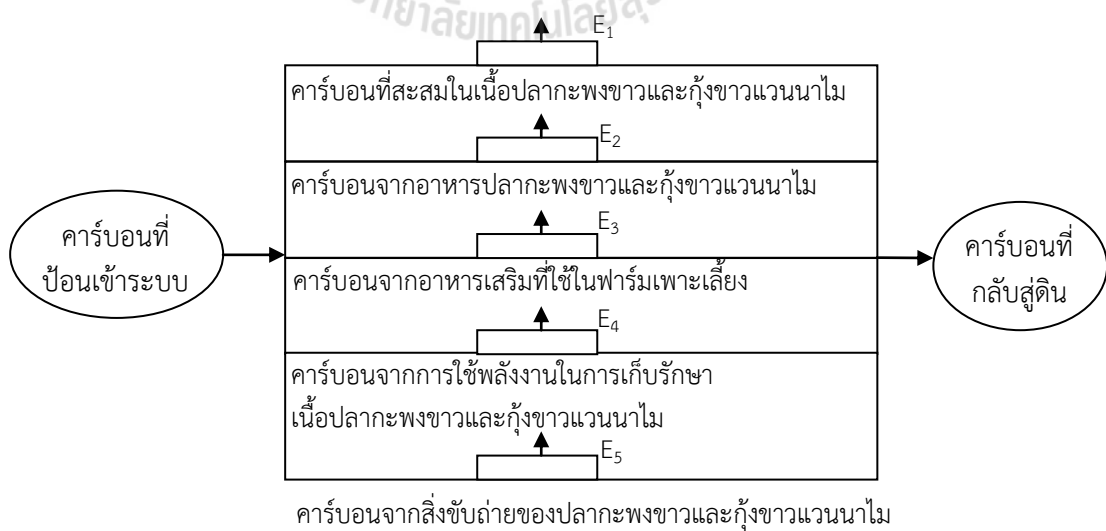 E1
คาร์บอนที่สะสมในเนื้อปลากะพงขาวและกุ้งขาวแวนนาไม
E2
คาร์บอนจากอาหารปลากะพงขาวและกุ้งขาวแวนนาไม
E3
คาร์บอนที่
ป้อนเข้าระบบ
คาร์บอนที่
กลับสู่ดิน
คาร์บอนจากอาหารเสริมที่ใช้ในฟาร์มเพาะเลี้ยง
E4
คาร์บอนจากการใช้พลังงานในการเก็บรักษา
เนื้อปลากะพงขาวและกุ้งขาวแวนนาไม
E5
คาร์บอนจากสิ่งขับถ่ายของปลากะพงขาวและกุ้งขาวแวนนาไม